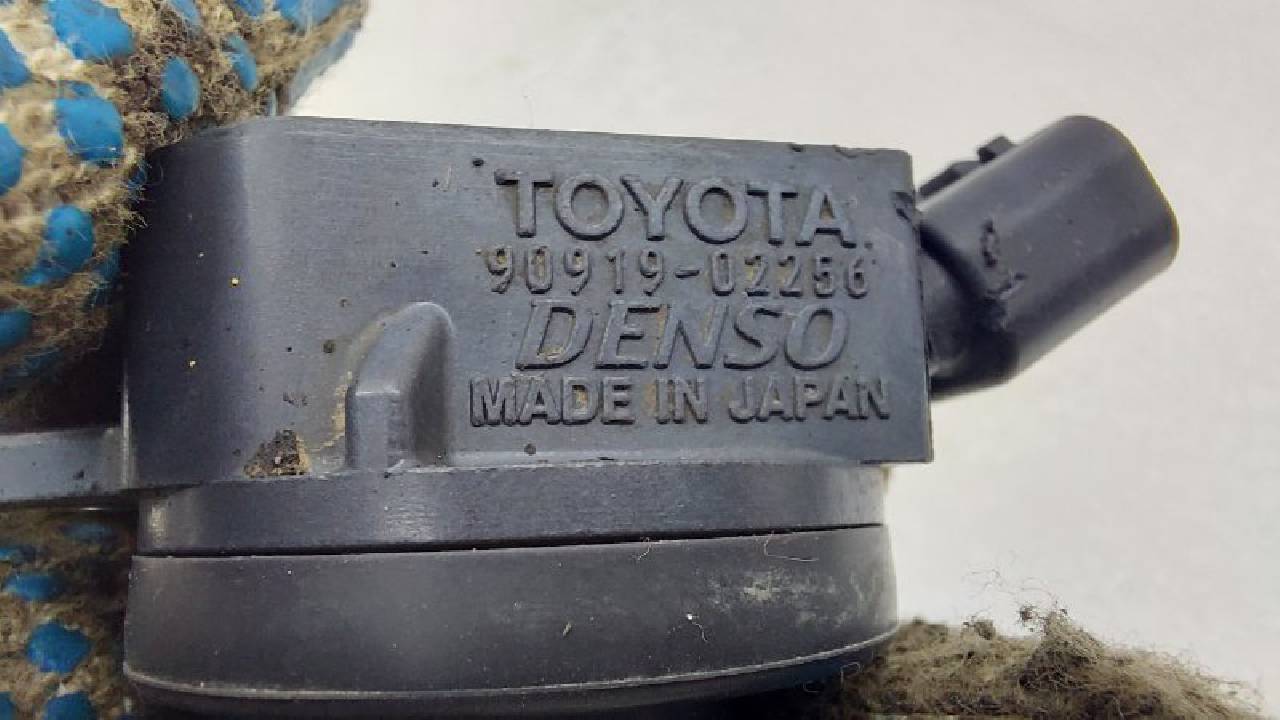 TOYOTA
90919-02256
DENSO
MADE IN JAPAN